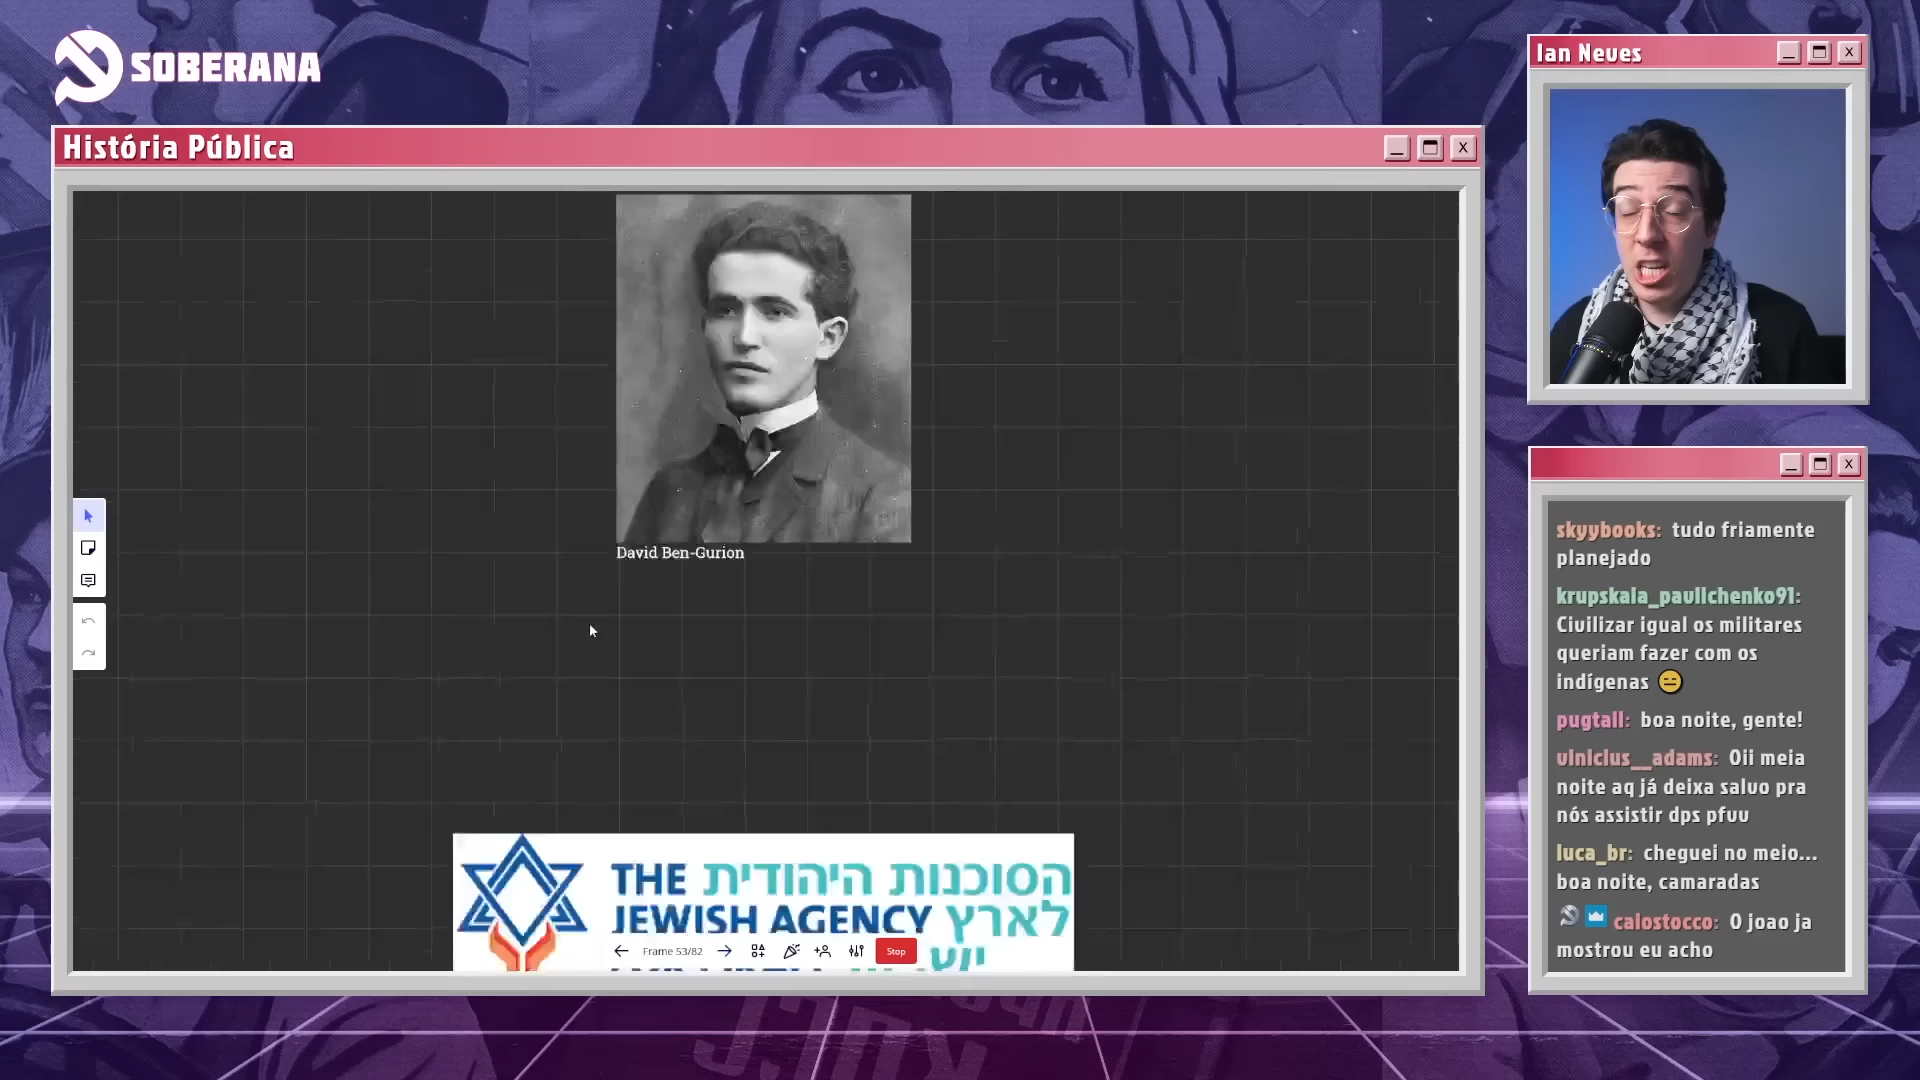 SOBERANA
História Pública
David Ben-Gurion
THE
הסוכנות היהודית
JEWISH AGENCY
לארץ
Frame 53/82
Stop
Ian Neves
X
X
X
skyybooks: tudo friamente
planejado
krupskaia_paulichenko91:
Civilizar igual os militares
queriam fazer com os
indígenas 😑
pugtail: boa noite, gente!
vinicius__adams: Oii meia
noite aq já deixa salvo pra
nós assistir dps pfvv
luca_br: cheguei no meio...
boa noite, camaradas
caiostocco: O joao ja
mostrou eu acho